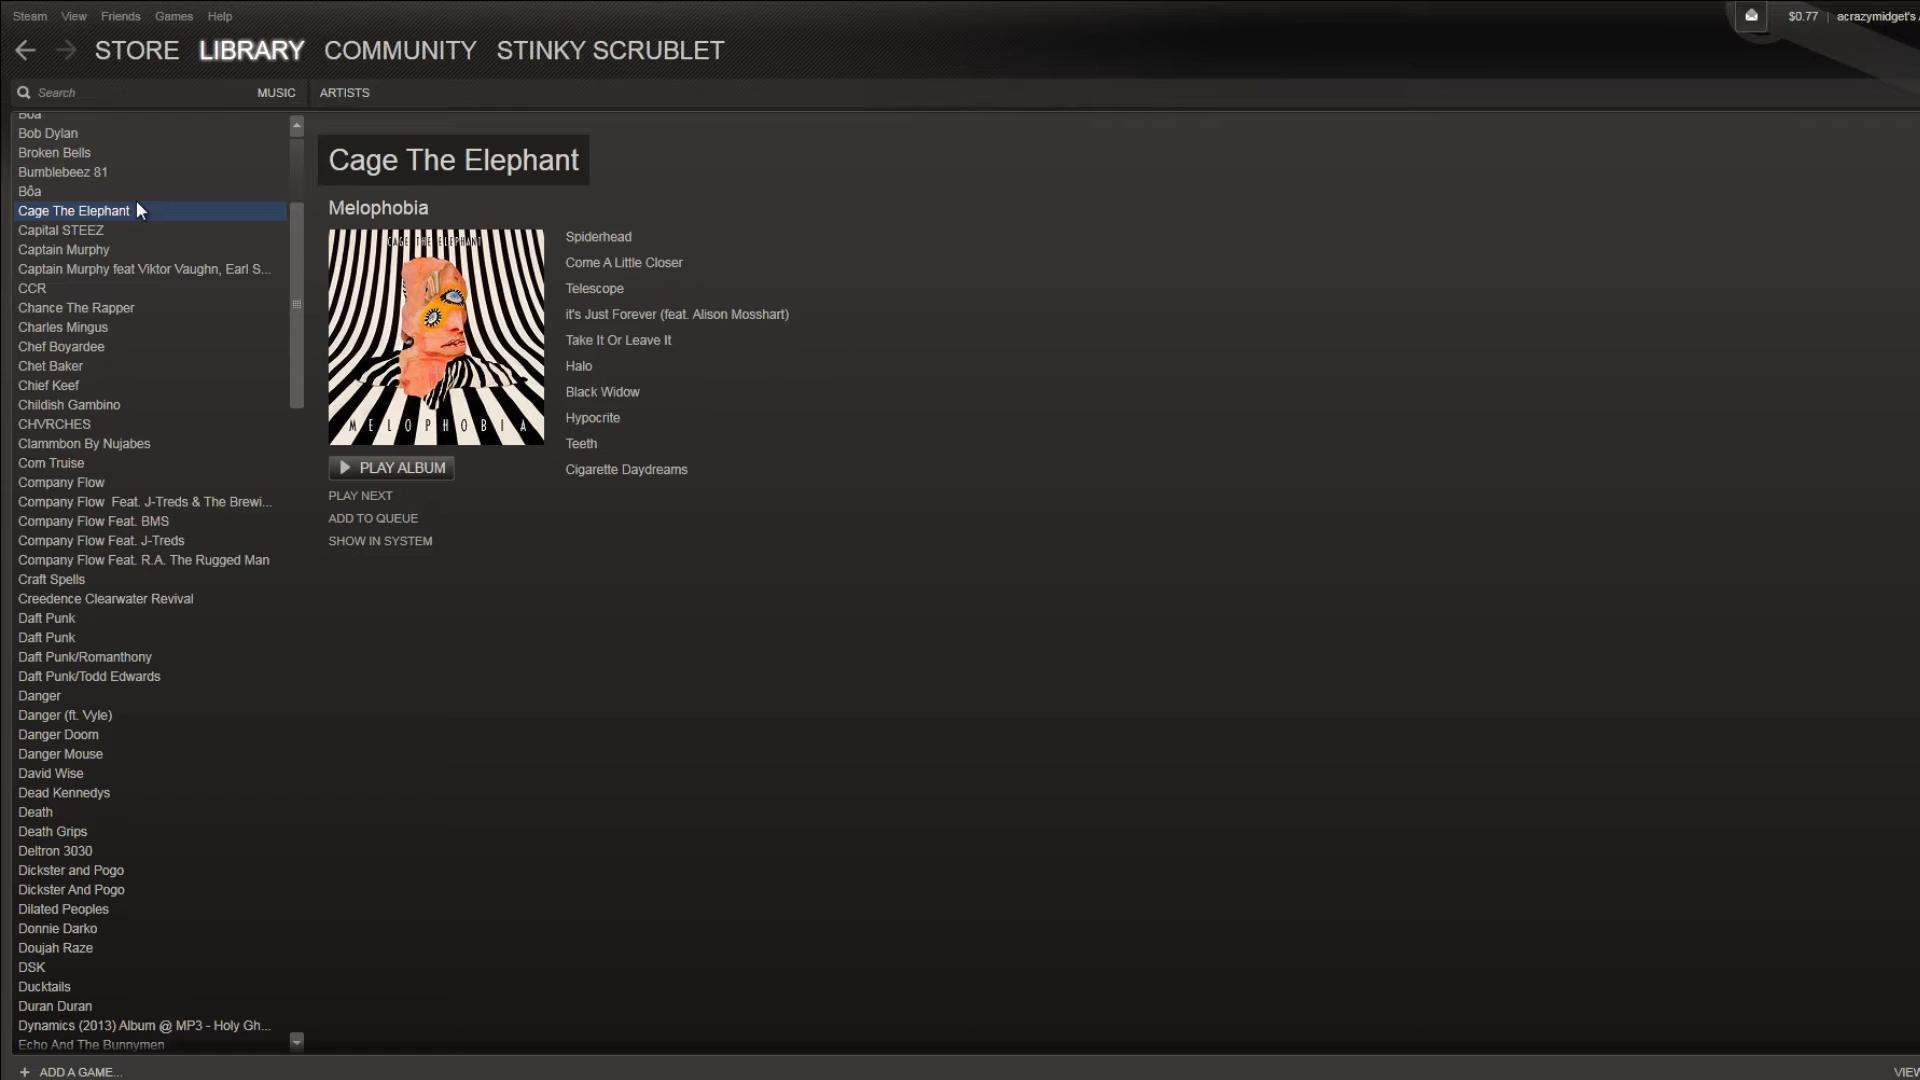 Steam View Friends Games Help
$0.77 | acrazymidget's
STORE LIBRARY COMMUNITY STINKY SCRUBLET
Search MUSIC ARTISTS
Boa
Bob Dylan
Broken Bells
Bumblebeez 81
Bôa
Cage The Elephant
Capital STEEZ
Captain Murphy
Captain Murphy feat Viktor Vaughn, Earl S...
CCR
Chance The Rapper
Charles Mingus
Chef Boyardee
Chet Baker
Chief Keef
Childish Gambino
CHVRCHES
Clammbon By Nujabes
Com Truise
Company Flow
Company Flow  Feat. J-Treds & The Brewi...
Company Flow Feat. BMS
Company Flow Feat. J-Treds
Company Flow Feat. R.A. The Rugged Man
Craft Spells
Creedence Clearwater Revival
Daft Punk
Daft Punk
Daft Punk/Romanthony
Daft Punk/Todd Edwards
Danger
Danger (ft. Vyle)
Danger Doom
Danger Mouse
David Wise
Dead Kennedys
Death
Death Grips
Deltron 3030
Dickster and Pogo
Dickster And Pogo
Dilated Peoples
Donnie Darko
Doujah Raze
DSK
Ducktails
Duran Duran
Dynamics (2013) Album @ MP3 - Holy Gh...
Echo And The Bunnymen
Cage The Elephant
Melophobia
CAGE THE ELEPHANT
MELOPHOBIA
PLAY ALBUM
PLAY NEXT
ADD TO QUEUE
SHOW IN SYSTEM
Spiderhead
Come A Little Closer
Telescope
it's Just Forever (feat. Alison Mosshart)
Take It Or Leave It
Halo
Black Widow
Hypocrite
Teeth
Cigarette Daydreams
+ ADD A GAME...
VIEW